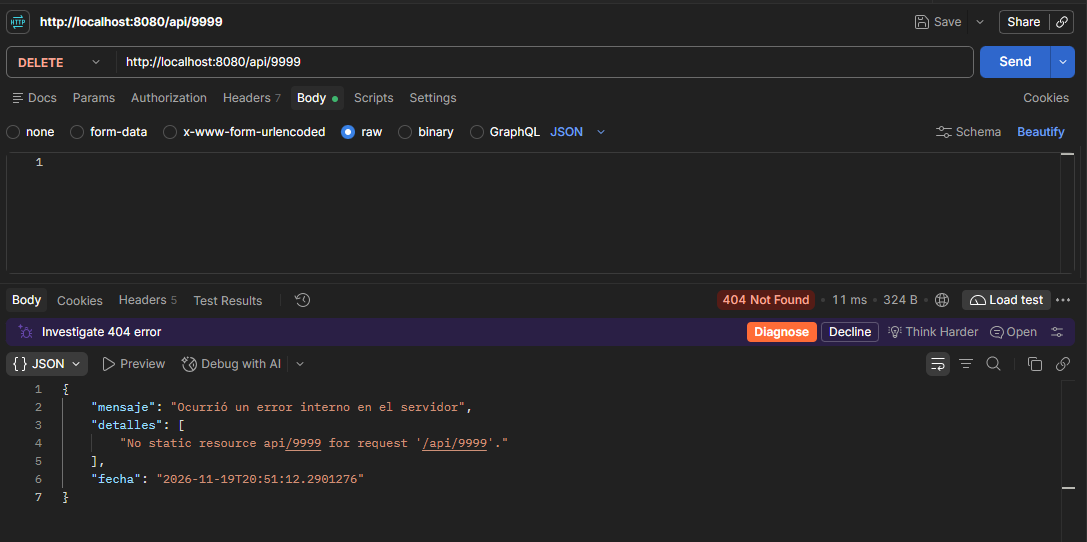 HTTP http://localhost:8080/api/9999 Save Share
DELETE http://localhost:8080/api/9999 Send
Docs Params Authorization Headers 7 Body Scripts Settings Cookies
none form-data x-www-form-urlencoded raw binary GraphQL JSON Schema Beautify
1
Body Cookies Headers 5 Test Results 404 Not Found • 11 ms • 324 B Load test
Investigate 404 error Diagnose Decline Think Harder Open
{} JSON Preview Debug with AI
1 {
2 "mensaje": "Ocurrió un error interno en el servidor",
3 "detalles": [
4 "No static resource api/9999 for request '/api/9999'."
5 ],
6 "fecha": "2026-11-19T20:51:12.2901276"
7 }